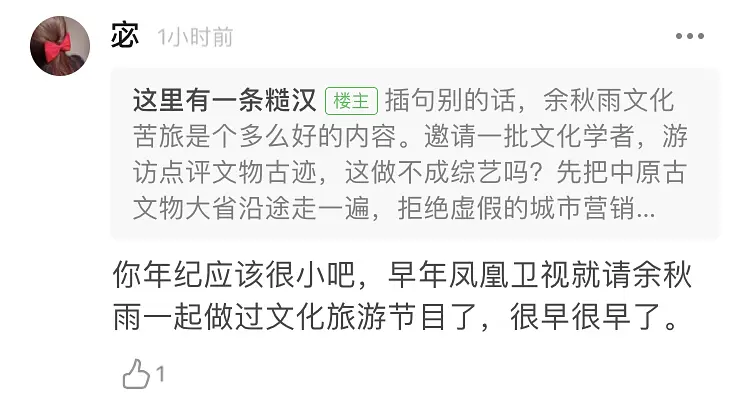 宓 1小时前
这里有一条糙汉 楼主 插句别的话，余秋雨文化
苦旅是个多么好的内容。邀请一批文化学者，游
访点评文物古迹，这做不成综艺吗？先把中原古
文物大省沿途走一遍，拒绝虚假的城市营销...
你年纪应该很小吧，早年凤凰卫视就请余秋
雨一起做过文化旅游节目了，很早很早了。
1